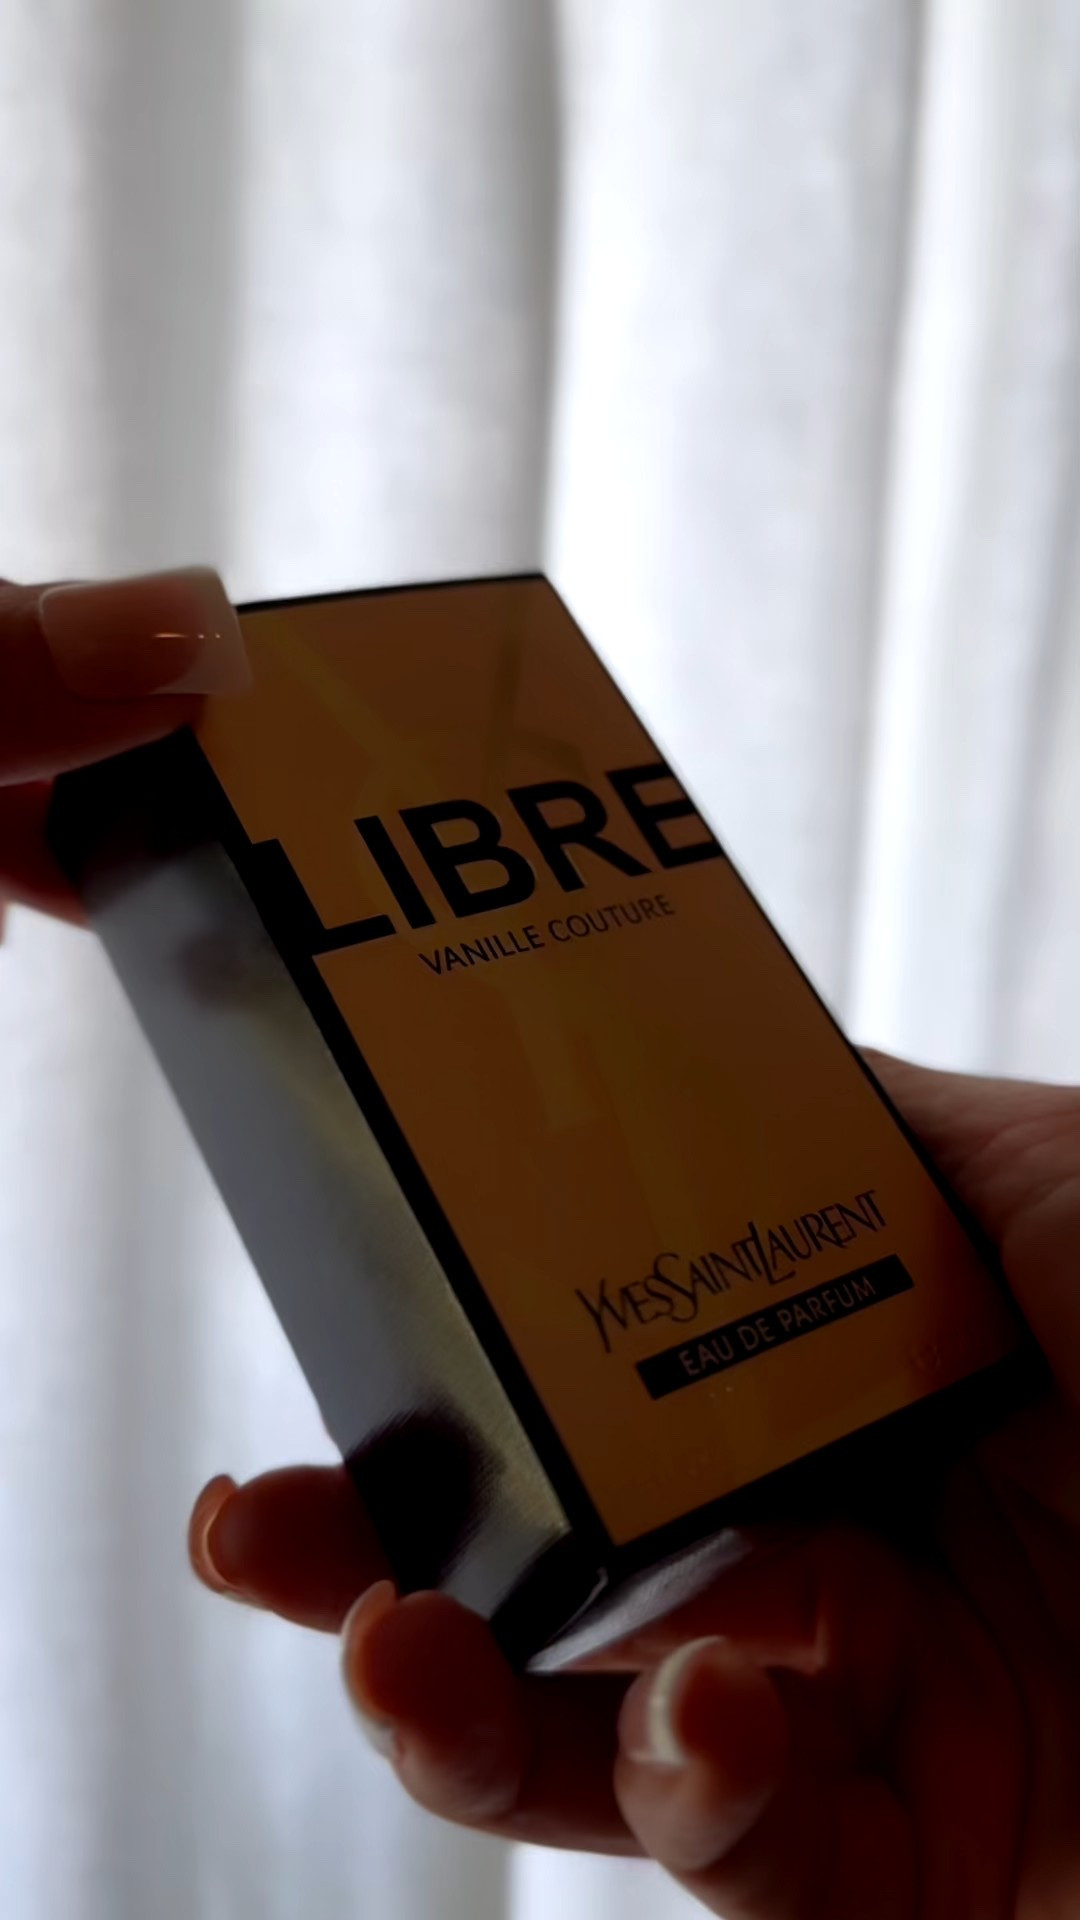 LIBRE
VANILLE COUTURE
YVESSAINTLAURENT
EAU DE PARFUM